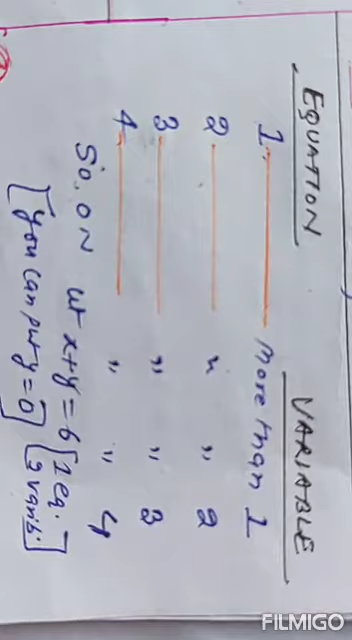 EQUATION VARIABLE
1 More than 1
2 " " 2
3 " " 3
4 " " 4
So, ON let x+y=6 [1 eq. 2 varis.]
[You can put y=0]
FILMIGO